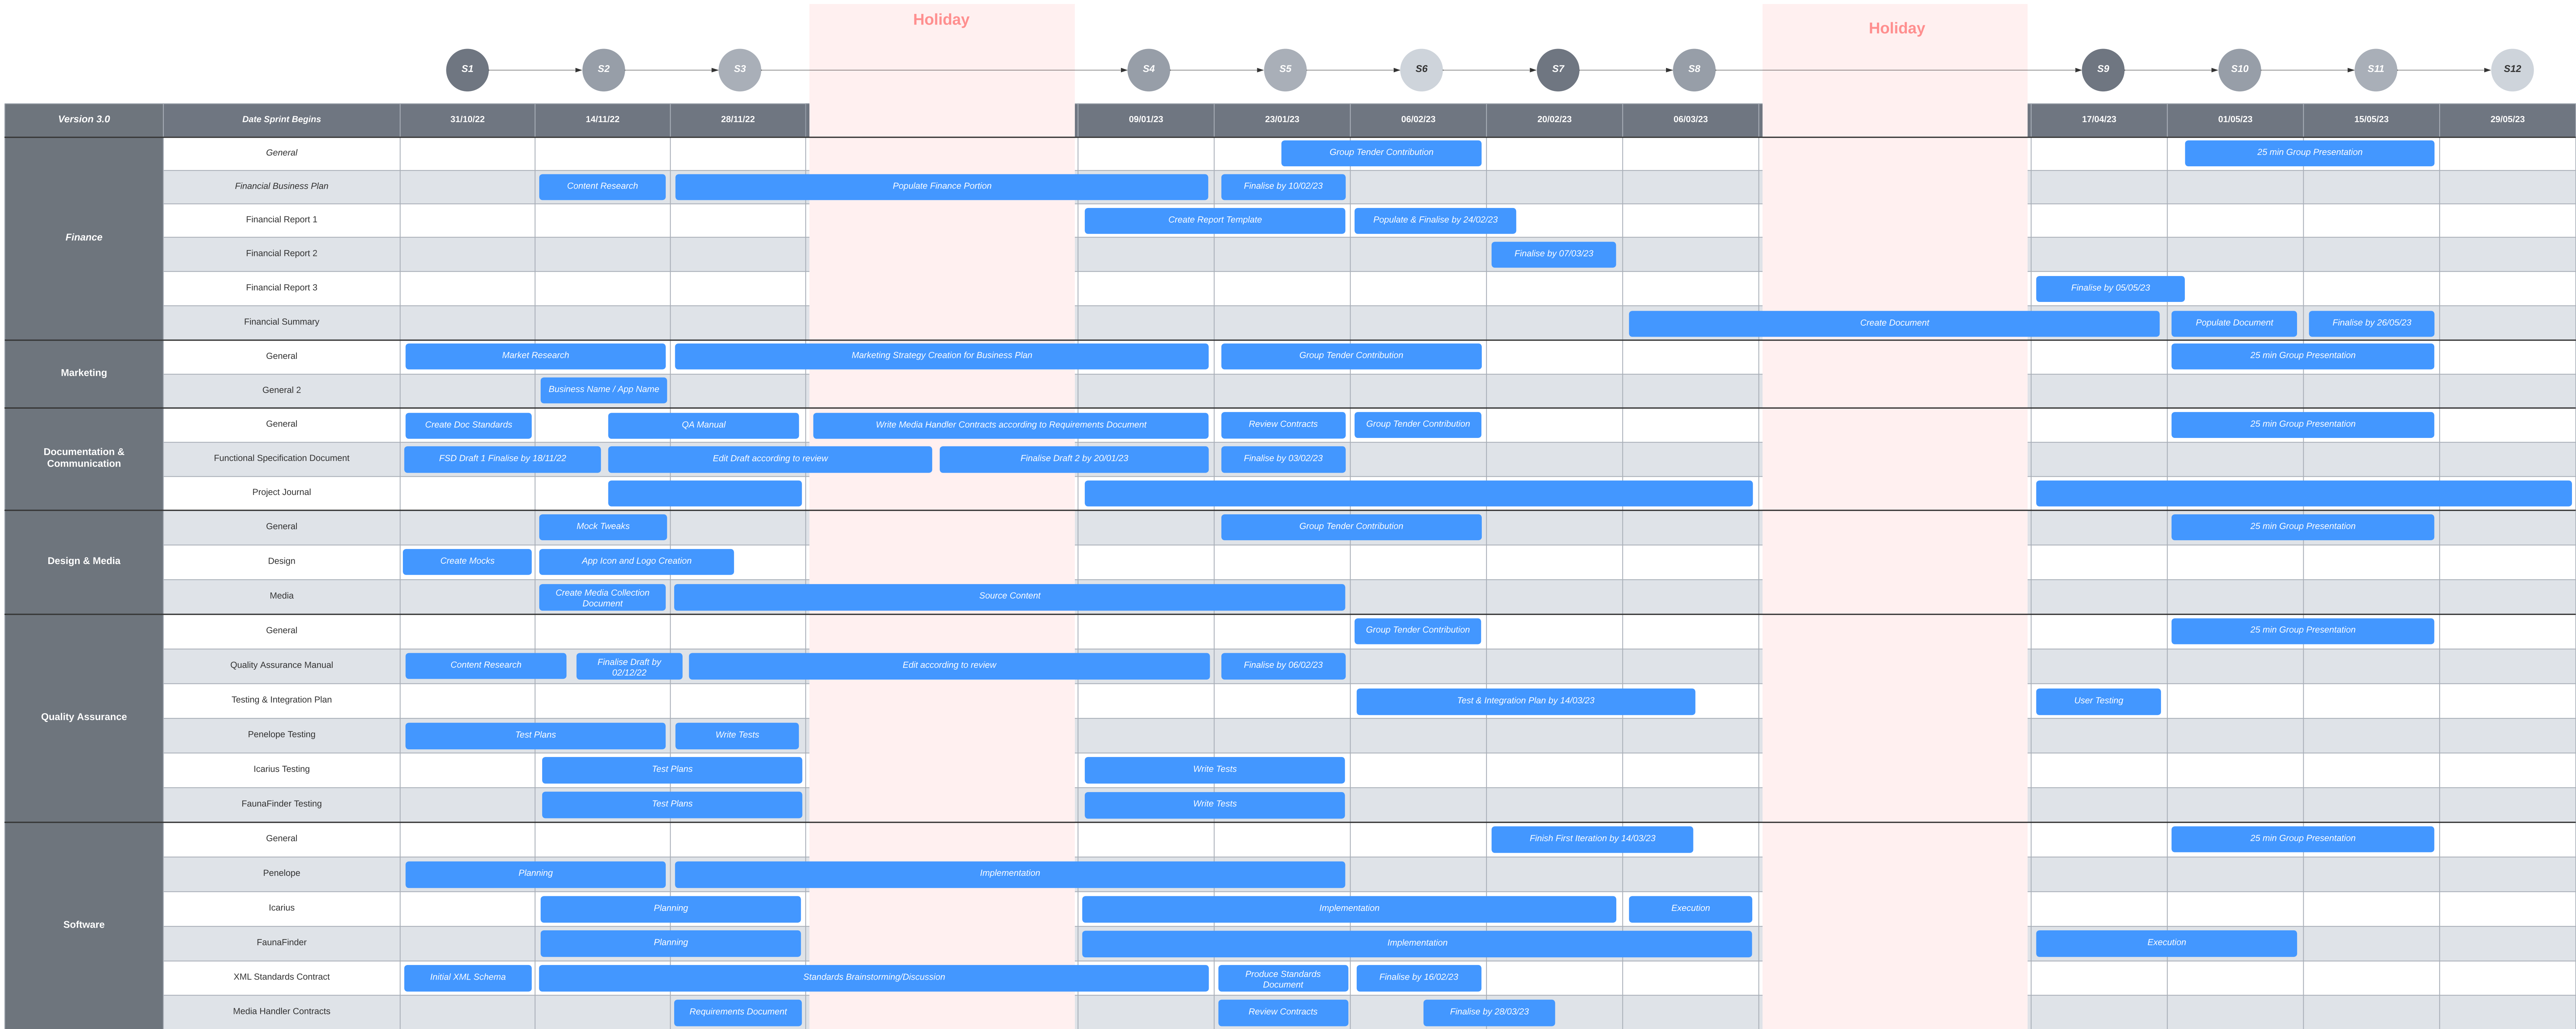 Holiday
Holiday
S1 S2 S3 S4 S5 S6 S7 S8 S9 S10 S11 S12
Version 3.0 Date Sprint Begins 31/10/22 14/11/22 28/11/22 09/01/23 23/01/23 06/02/23 20/02/23 06/03/23 17/04/23 01/05/23 15/05/23 29/05/23
Finance
General Group Tender Contribution 25 min Group Presentation
Financial Business Plan Content Research Populate Finance Portion Finalise by 10/02/23
Financial Report 1 Create Report Template Populate & Finalise by 24/02/23
Financial Report 2 Finalise by 07/03/23
Financial Report 3 Finalise by 05/05/23
Financial Summary Create Document Populate Document Finalise by 26/05/23
Marketing
General Market Research Marketing Strategy Creation for Business Plan Group Tender Contribution 25 min Group Presentation
General 2 Business Name / App Name
Documentation &
Communication
General Create Doc Standards QA Manual Write Media Handler Contracts according to Requirements Document Review Contracts Group Tender Contribution 25 min Group Presentation
Functional Specification Document FSD Draft 1 Finalise by 18/11/22 Edit Draft according to review Finalise Draft 2 by 20/01/23 Finalise by 03/02/23
Project Journal
Design & Media
General Mock Tweaks Group Tender Contribution 25 min Group Presentation
Design Create Mocks App Icon and Logo Creation
Media Create Media Collection
Document Source Content
Quality Assurance
General Group Tender Contribution 25 min Group Presentation
Quality Assurance Manual Content Research Finalise Draft by
02/12/22 Edit according to review Finalise by 06/02/23
Testing & Integration Plan Test & Integration Plan by 14/03/23 User Testing
Penelope Testing Test Plans Write Tests
Icarius Testing Test Plans Write Tests
FaunaFinder Testing Test Plans Write Tests
Software
General Finish First Iteration by 14/03/23 25 min Group Presentation
Penelope Planning Implementation
Icarius Planning Implementation Execution
FaunaFinder Planning Implementation Execution
XML Standards Contract Initial XML Schema Standards Brainstorming/Discussion Produce Standards
Document Finalise by 16/02/23
Media Handler Contracts Requirements Document Review Contracts Finalise by 28/03/23